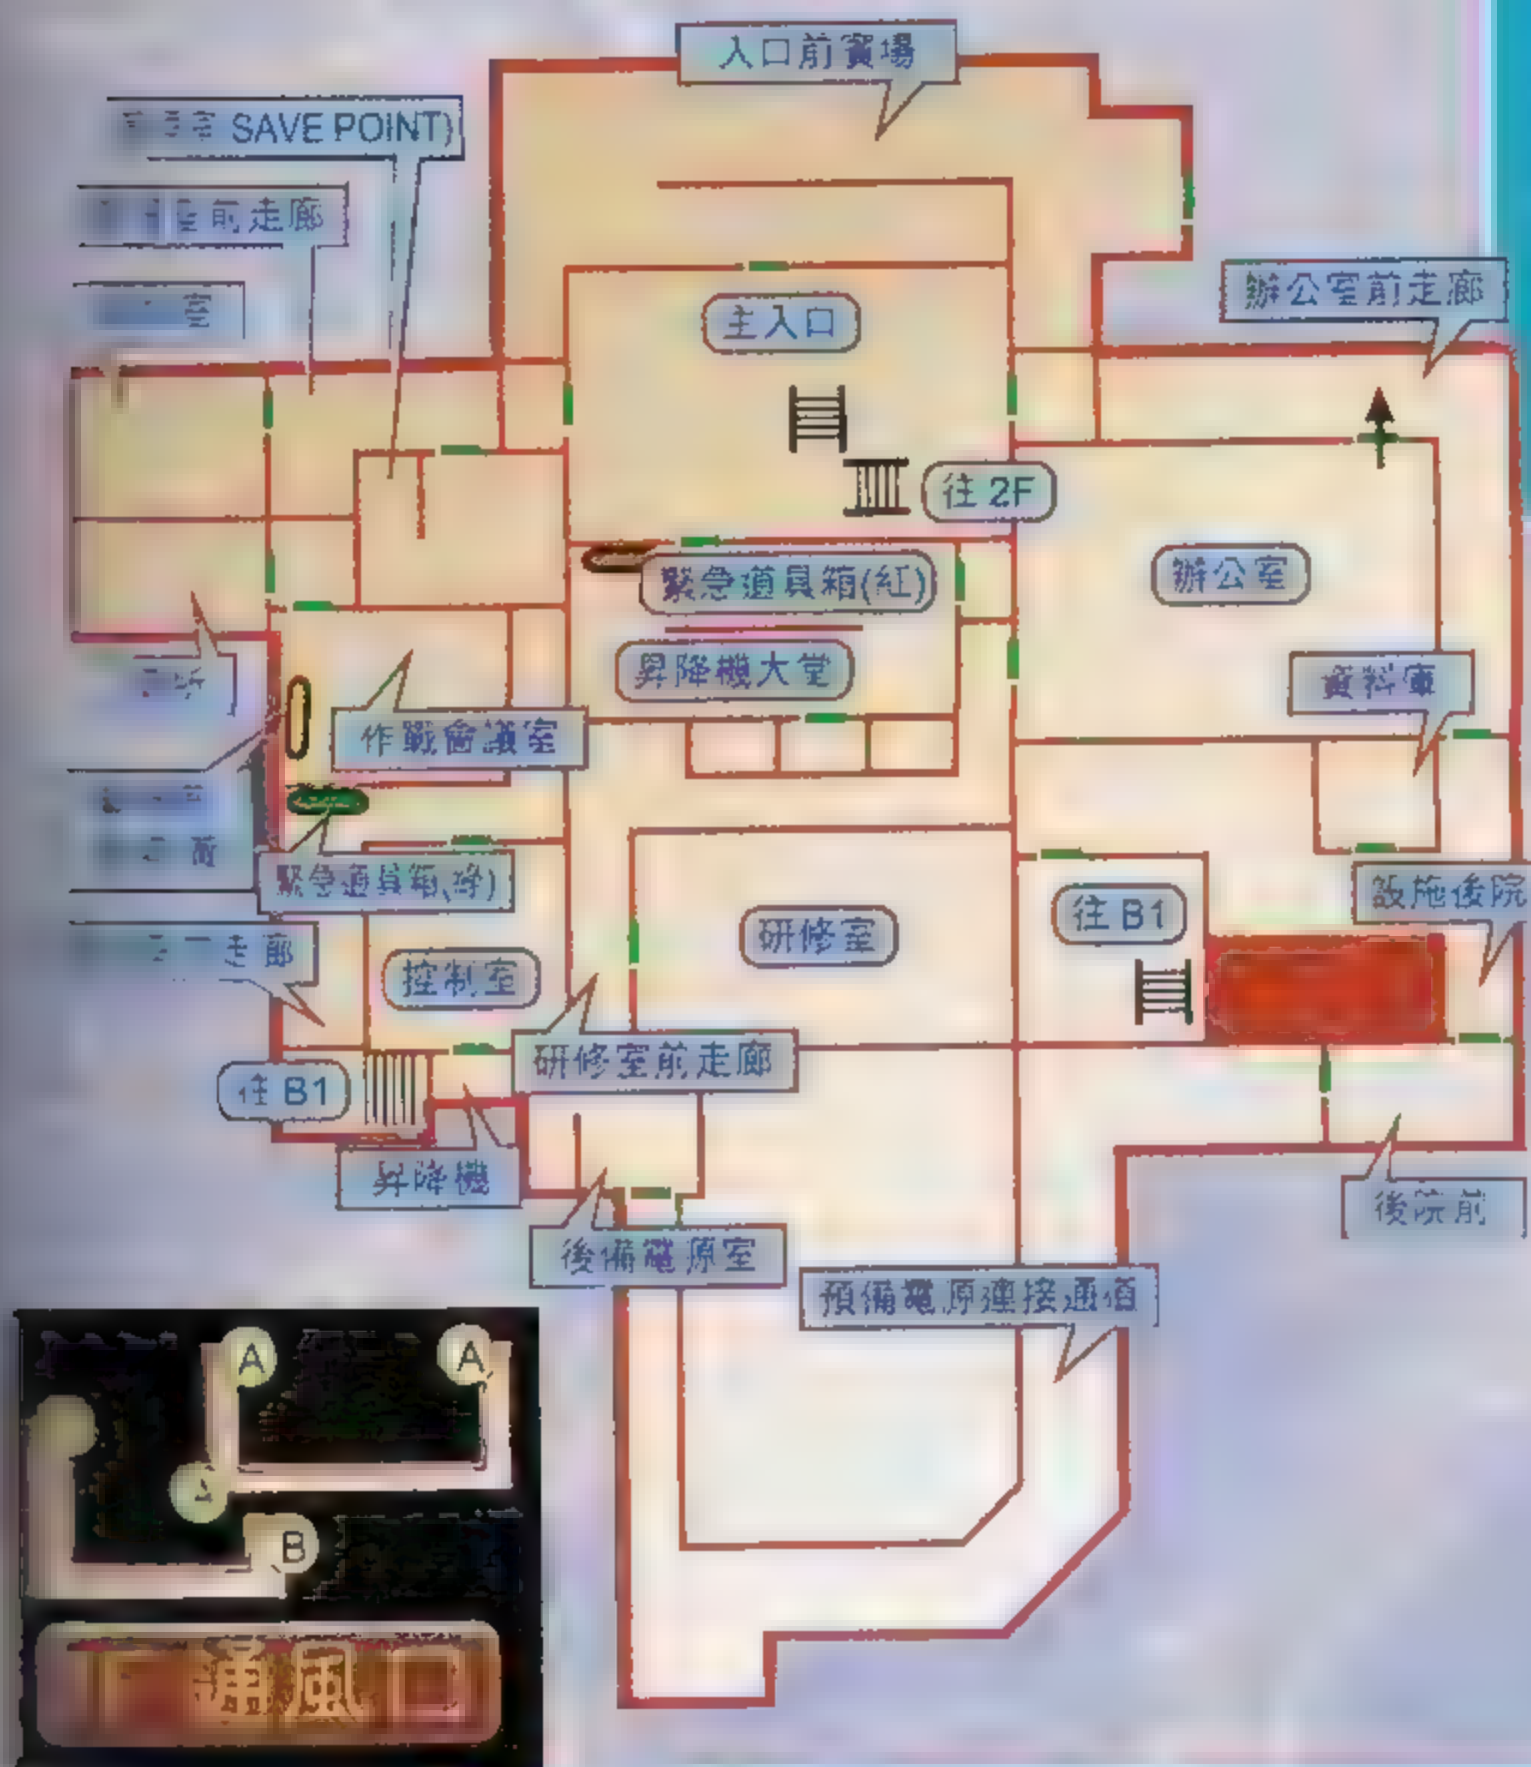 入口前賓場
SAVE POINT)
前走廊
室
主入口
辦公室前走廊
往 2F
緊急道具箱(紅)
辦公室
昇降機大堂
資料庫
作戰會議室
緊急道具箱(綠)
設施後院
往 B1
研修室
走廊
控制室
研修室前走廊
往 B1
昇降機
後院前
後備電原室
預備電原連接通道
A
A
A
B
通風口